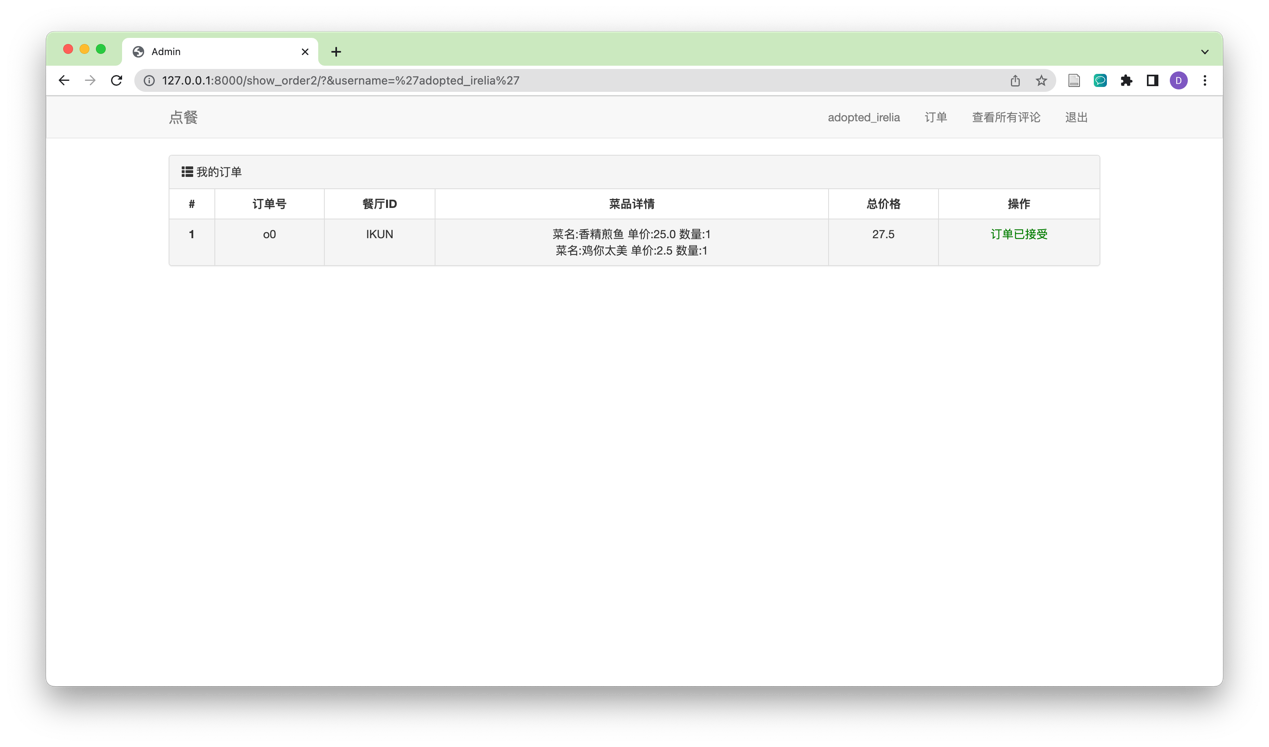 Admin
127.0.0.1:8000/show_order2/?&username=%27adopted_irelia%27
D
点餐 adopted_irelia 订单 查看所有评论 退出
我的订单
# 订单号 餐厅ID 菜品详情 总价格 操作
1 o0 IKUN 菜名:香精煎鱼 单价:25.0 数量:1 27.5 订单已接受
菜名:鸡你太美 单价:2.5 数量:1